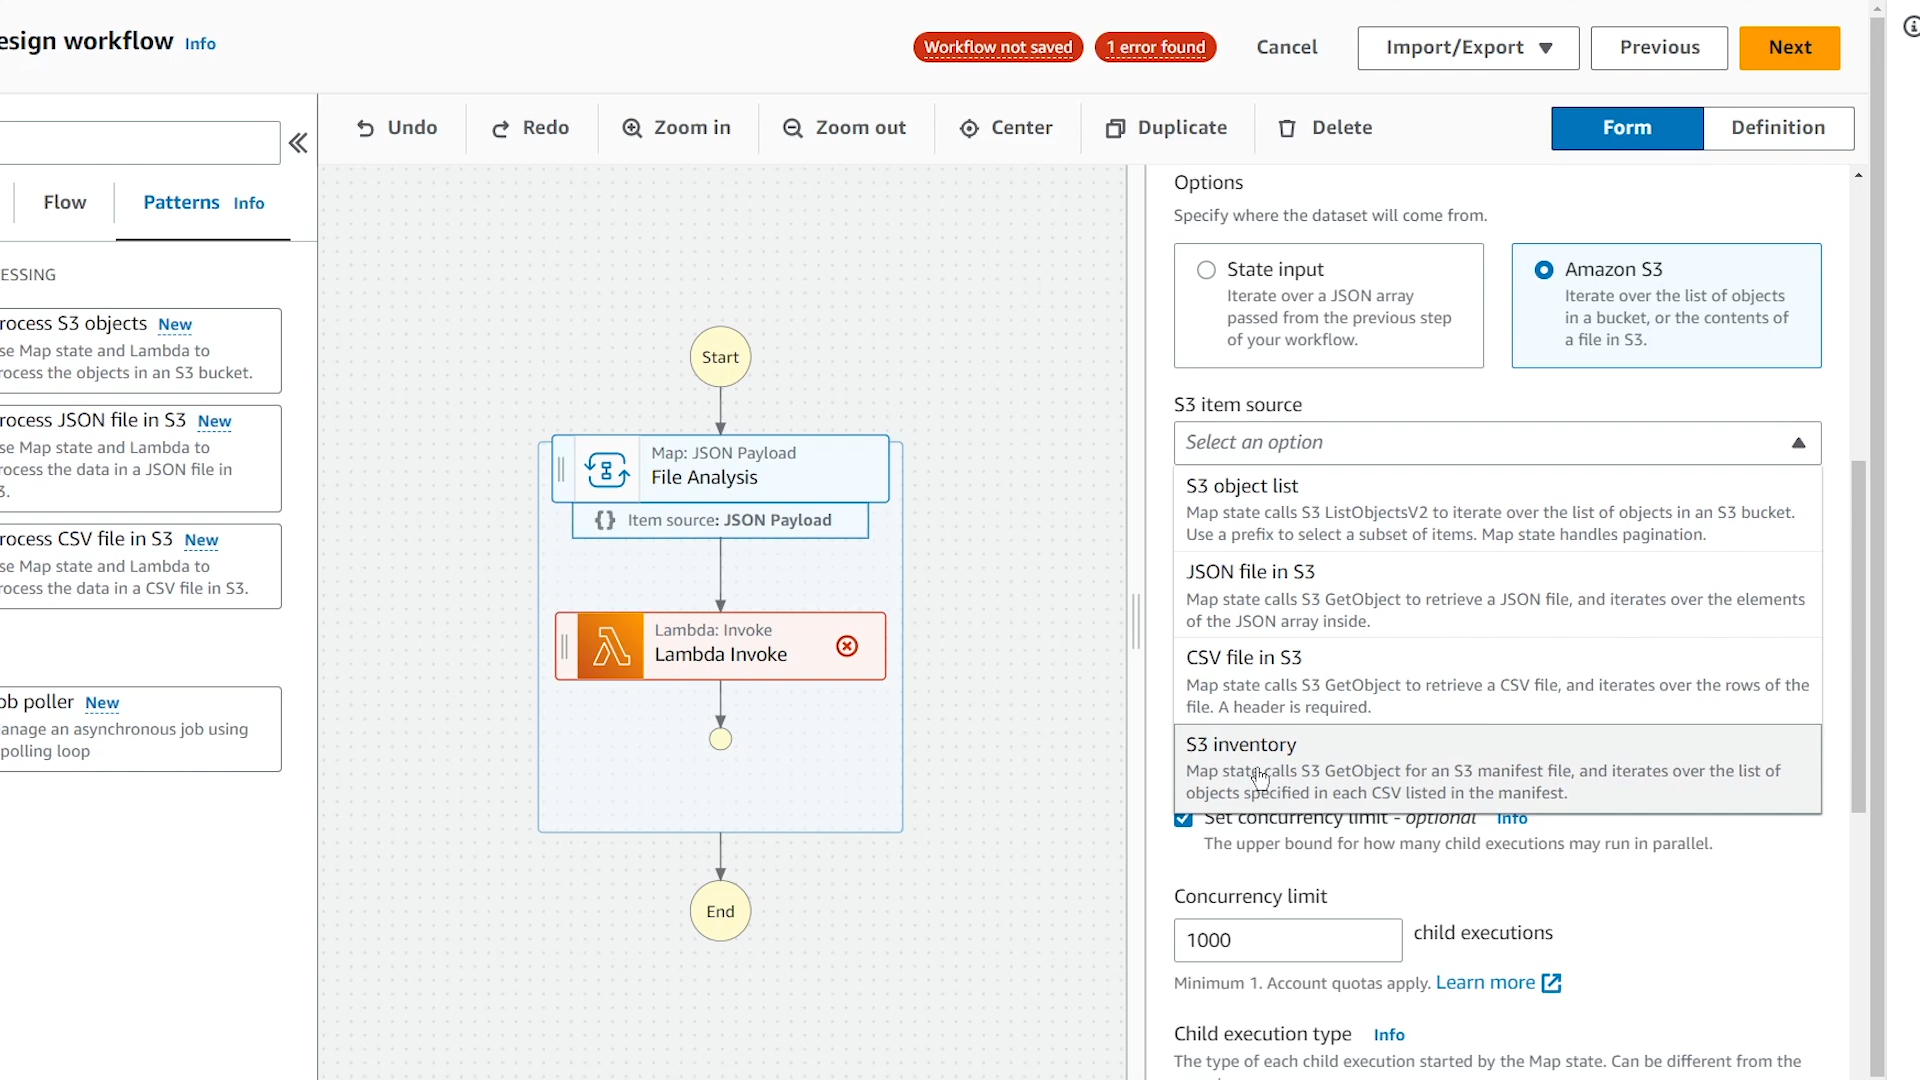 esign workflow Info
Workflow not saved
1 error found
Cancel
Import/Export
Previous
Next
Undo
Redo
Zoom in
Zoom out
Center
Duplicate
Delete
Form
Definition
Flow
Patterns Info
ESSING
rocess S3 objects New
se Map state and Lambda to
rocess the objects in an S3 bucket.
rocess JSON file in S3 New
se Map state and Lambda to
rocess the data in a JSON file in
3.
rocess CSV file in S3 New
se Map state and Lambda to
rocess the data in a CSV file in S3.
ob poller New
anage an asynchronous job using
polling loop
Start
Map: JSON Payload
File Analysis
{} Item source: JSON Payload
Lambda: Invoke
Lambda Invoke
End
Options
Specify where the dataset will come from.
State input
Iterate over a JSON array
passed from the previous step
of your workflow.
Amazon S3
Iterate over the list of objects
in a bucket, or the contents of
a file in S3.
S3 item source
Select an option
S3 object list
Map state calls S3 ListObjectsV2 to iterate over the list of objects in an S3 bucket.
Use a prefix to select a subset of items. Map state handles pagination.
JSON file in S3
Map state calls S3 GetObject to retrieve a JSON file, and iterates over the elements
of the JSON array inside.
CSV file in S3
Map state calls S3 GetObject to retrieve a CSV file, and iterates over the rows of the
file. A header is required.
S3 inventory
Map state calls S3 GetObject for an S3 manifest file, and iterates over the list of
objects specified in each CSV listed in the manifest.
Set concurrency limit - optional Info
The upper bound for how many child executions may run in parallel.
Concurrency limit
1000
child executions
Minimum 1. Account quotas apply. Learn more
Child execution type Info
The type of each child execution started by the Map state. Can be different from the